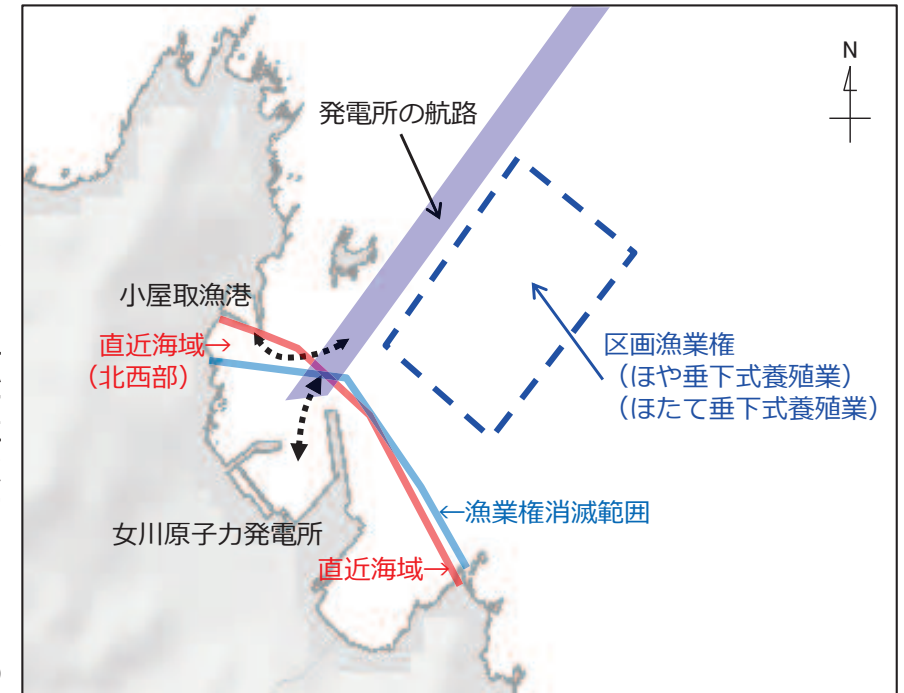 N
発電所の航路
小屋取漁港
直近海域→
（北西部）
区画漁業権
（ほや垂下式養殖業）
（ほたて垂下式養殖業）
←漁業権消滅範囲
女川原子力発電所
直近海域→